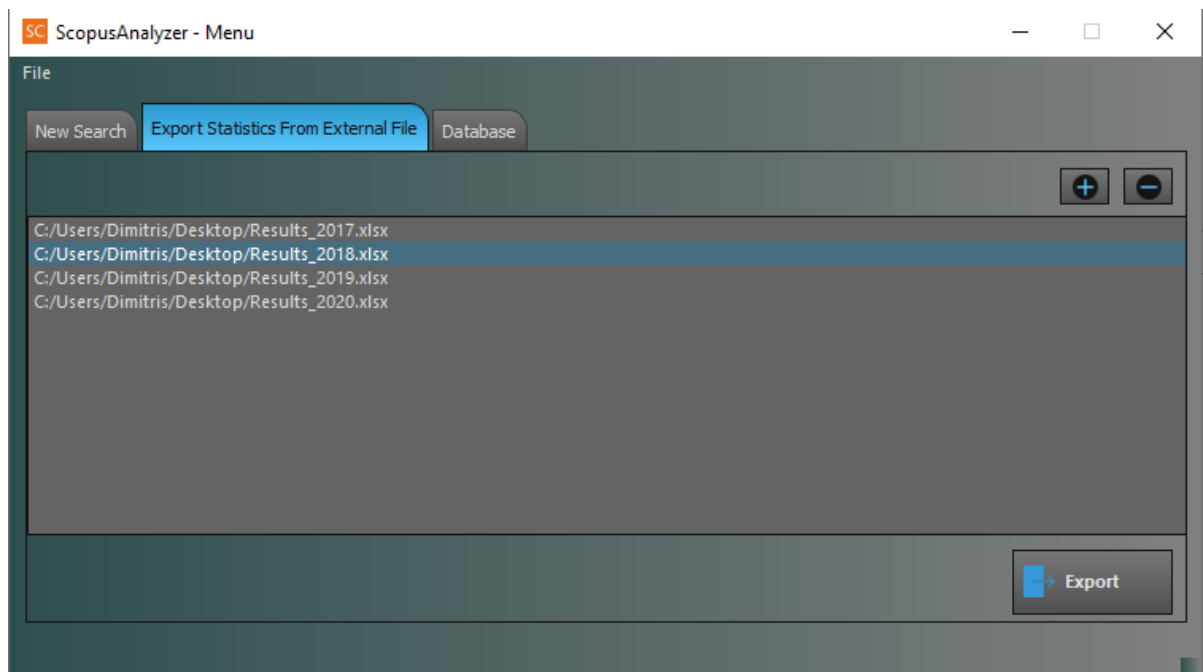 SC ScopusAnalyzer - Menu
File
New Search Export Statistics From External File Database
C:/Users/Dimitris/Desktop/Results_2017.xlsx
C:/Users/Dimitris/Desktop/Results_2018.xlsx
C:/Users/Dimitris/Desktop/Results_2019.xlsx
C:/Users/Dimitris/Desktop/Results_2020.xlsx
Export